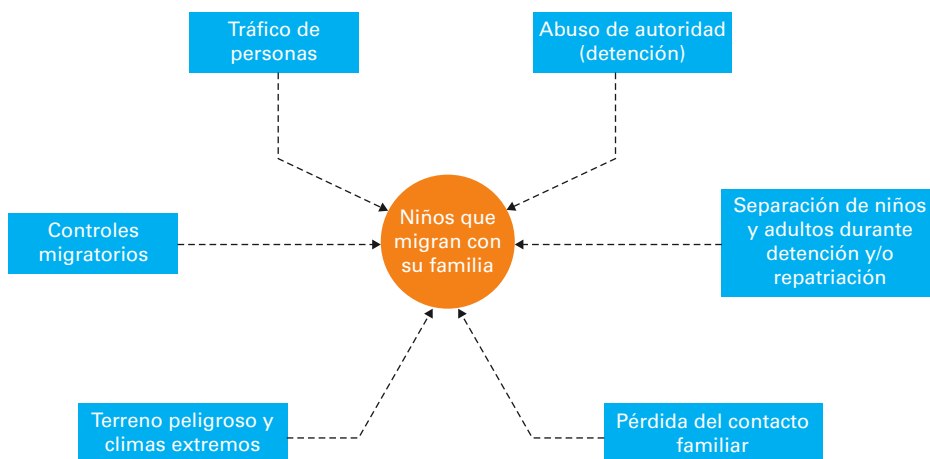 Tráfico de
personas
Abuso de autoridad
(detención)
Controles
migratorios
Niños que
migran con
su familia
Separación de niños
y adultos durante
detención y/o
repatriación
Terreno peligroso y
climas extremos
Pérdida del contacto
familiar